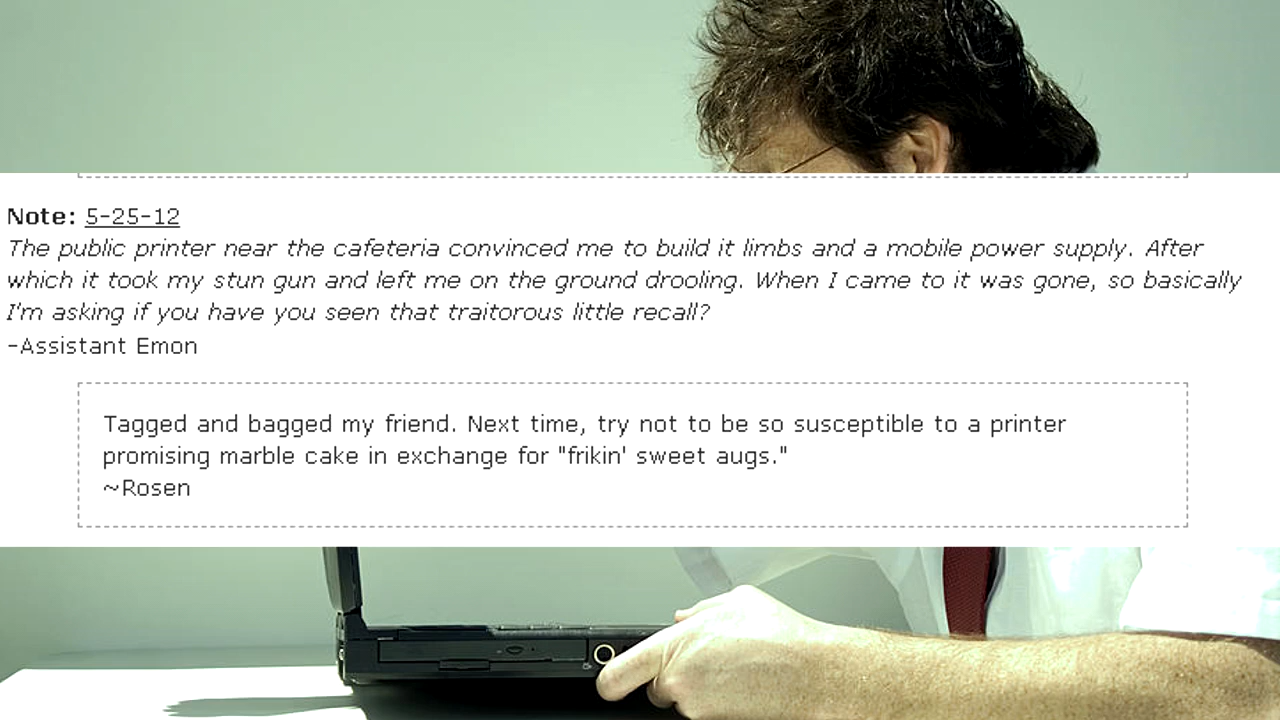 Note: 5-25-12
The public printer near the cafeteria convinced me to build it limbs and a mobile power supply. After
which it took my stun gun and left me on the ground drooling. When I came to it was gone, so basically
I'm asking if you have you seen that traitorous little recall?
-Assistant Emon
Tagged and bagged my friend. Next time, try not to be so susceptible to a printer
promising marble cake in exchange for "frikin' sweet augs."
~Rosen